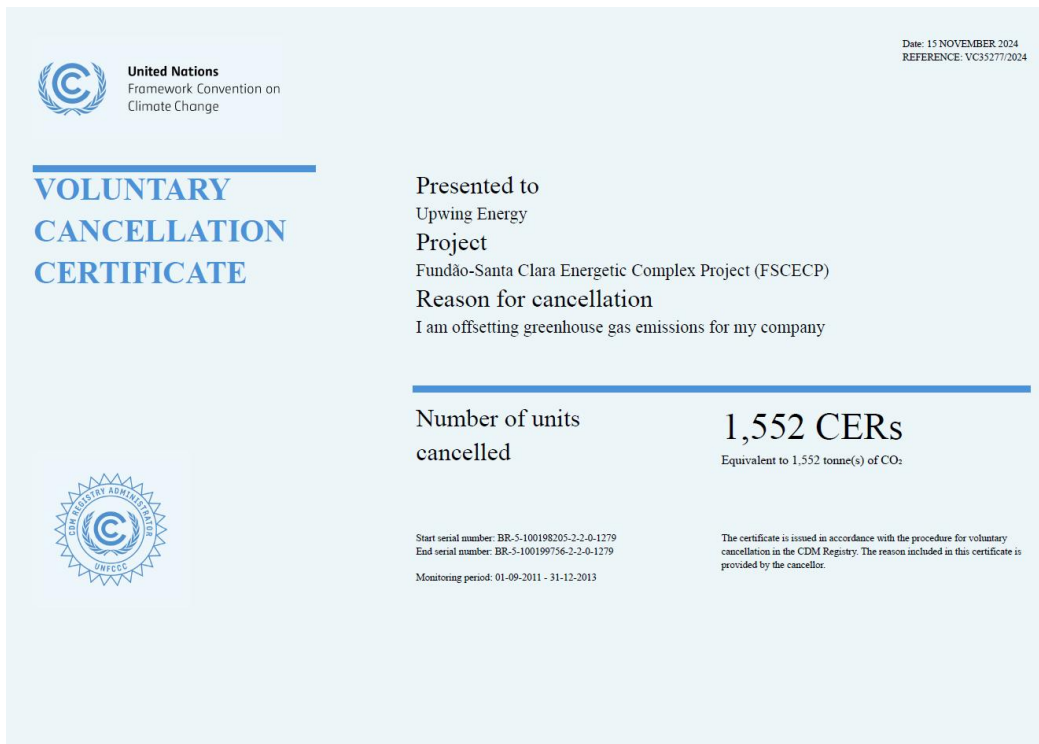 Date: 15 NOVEMBER 2024
REFERENCE: VC35277/2024
United Nations
Framework Convention on
Climate Change
VOLUNTARY
CANCELLATION
CERTIFICATE
Presented to
Upwing Energy
Project
Fundão-Santa Clara Energetic Complex Project (FSCECP)
Reason for cancellation
I am offsetting greenhouse gas emissions for my company
Number of units
cancelled
1,552 CERs
Equivalent to 1,552 tonne(s) of CO₂
CDM REGISTRY ADMINISTRATOR
UNFCCC
Start serial number: BR-5-100198205-2-2-0-1279
End serial number: BR-5-100199756-2-2-0-1279
Monitoring period: 01-09-2011 - 31-12-2013
The certificate is issued in accordance with the procedure for voluntary
cancellation in the CDM Registry. The reason included in this certificate is
provided by the cancellor.